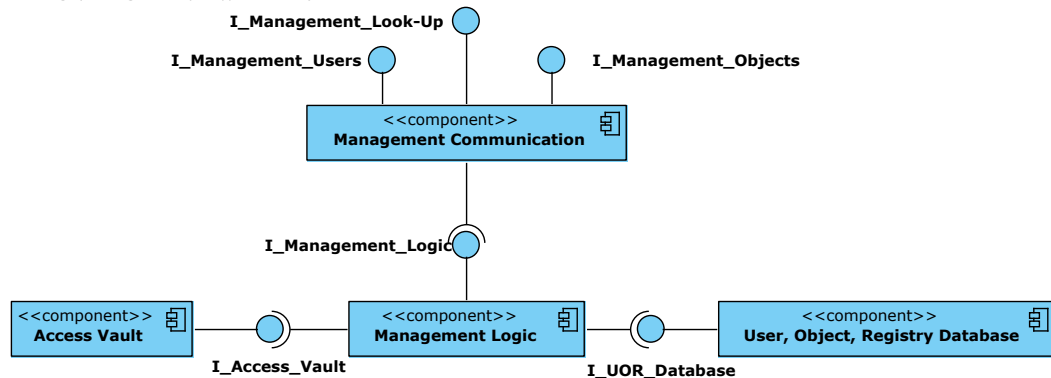 I_Management_Look-Up
I_Management_Users
I_Management_Objects
<<component>>
Management Communication
I_Management_Logic
<<component>>
Access Vault
<<component>>
Management Logic
<<component>>
User, Object, Registry Database
I_Access_Vault
I_UOR_Database